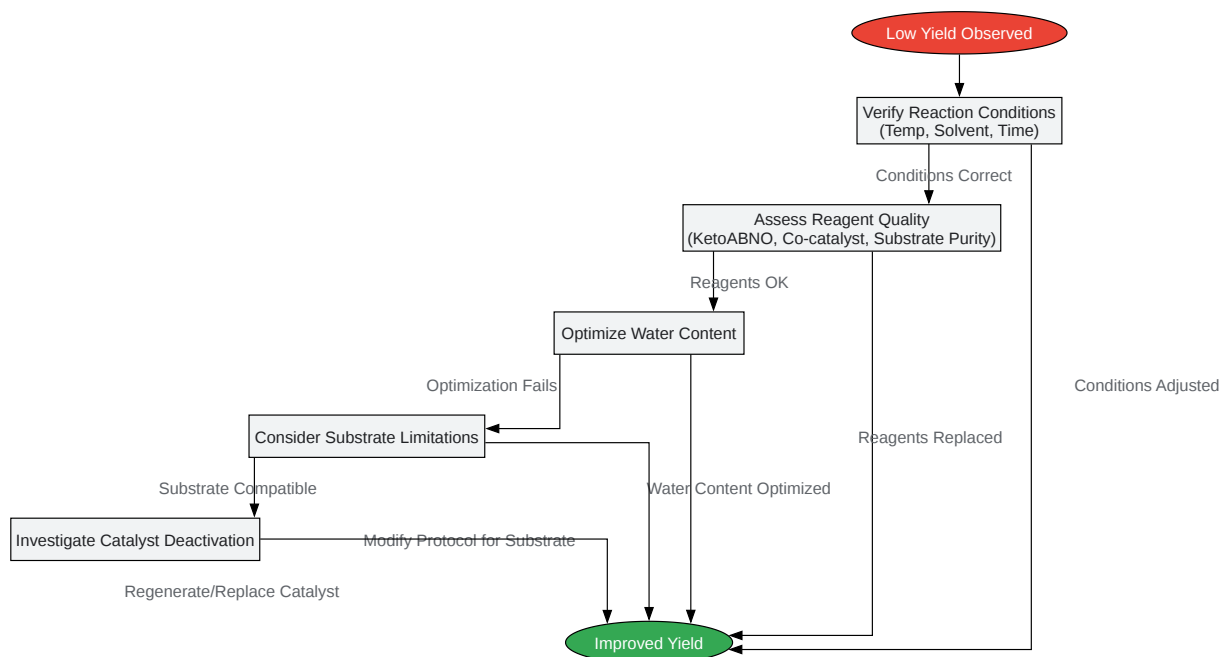 Low Yield Observed
Verify Reaction Conditions
(Temp, Solvent, Time)
Conditions Correct
Assess Reagent Quality
(KetoABNO, Co-catalyst, Substrate Purity)
Reagents OK
Optimize Water Content
Optimization Fails
Conditions Adjusted
Consider Substrate Limitations
Reagents Replaced
Substrate Compatible
Water Content Optimized
Investigate Catalyst Deactivation
Modify Protocol for Substrate
Regenerate/Replace Catalyst
Improved Yield